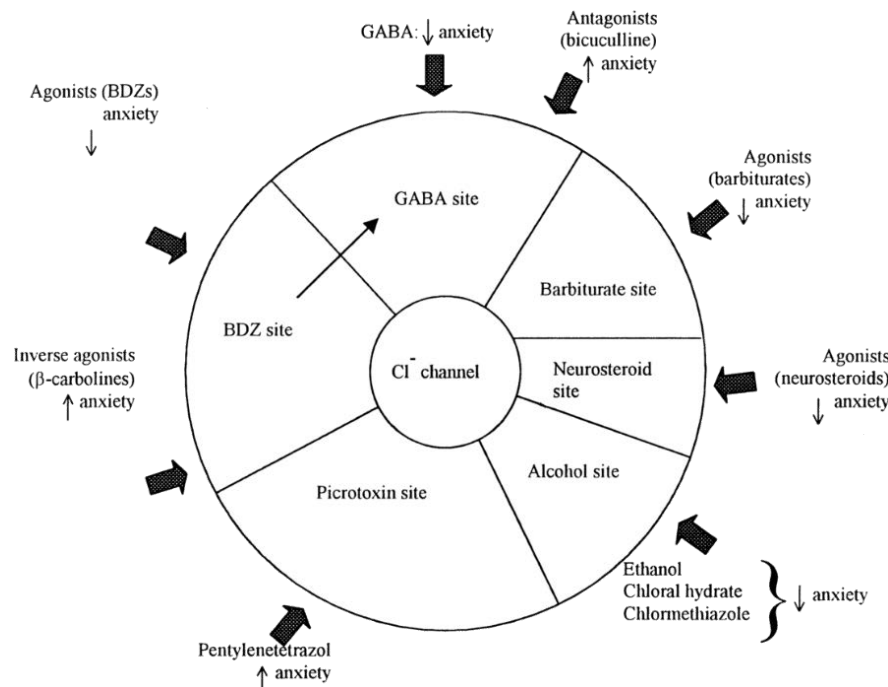 GABA: ↓ anxiety
Antagonists
(bicuculline)
↑ anxiety
Agonists (BDZs)
anxiety
↓
Agonists
(barbiturates)
↓ anxiety
GABA site
Barbiturate site
BDZ site
Cl⁻ channel
Neurosteroid
site
Inverse agonists
(β-carbolines)
↑ anxiety
Agonists
(neurosteroids)
↓ anxiety
Picrotoxin site
Alcohol site
Ethanol
Chloral hydrate
Chlormethiazole
} ↓ anxiety
Pentylenetetrazol
↑ anxiety